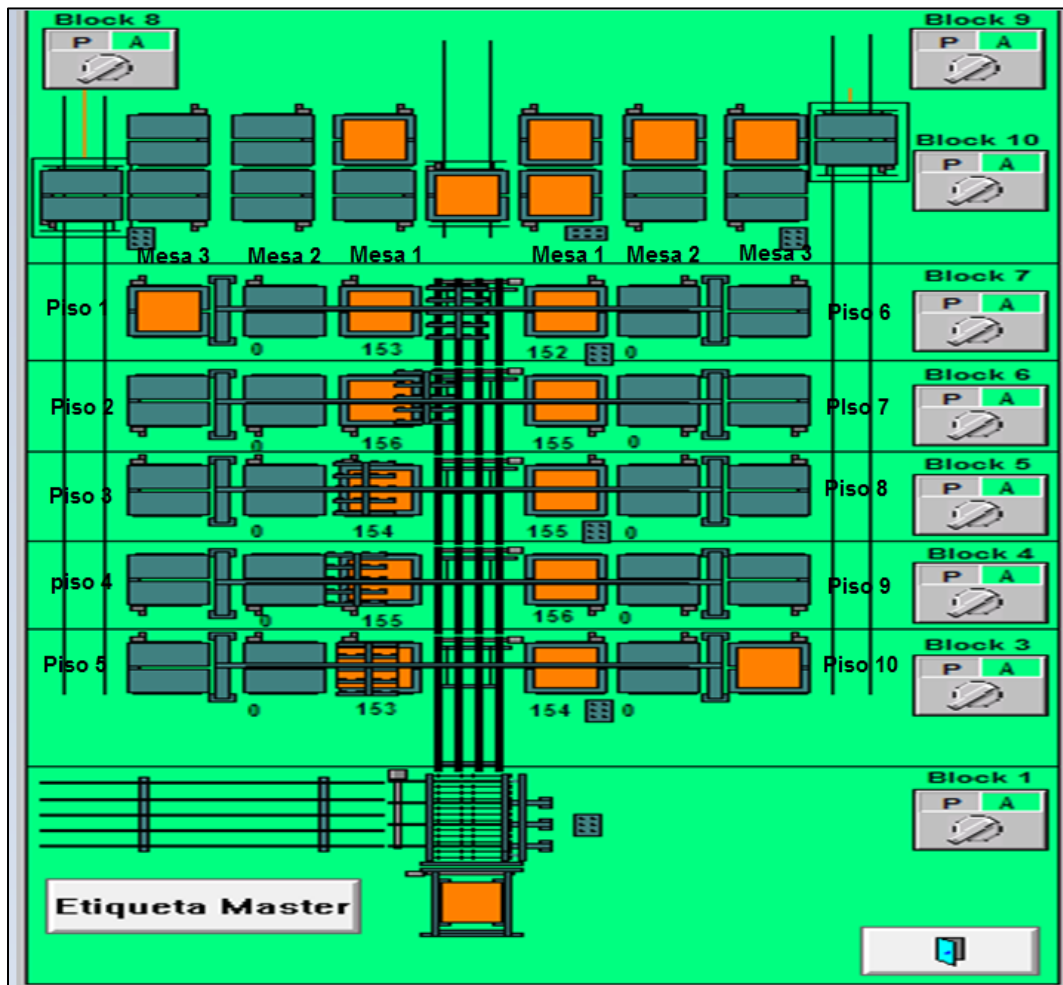 Block 8
P A
Block 9
P A
Block 10
P A
Mesa 3 Mesa 2 Mesa 1 Mesa 1 Mesa 2 Mesa 3
Block 7
P A
Piso 1 Piso 6
0 153 152 0
Block 6
P A
Piso 2 PIso 7
0 156 155 0
Block 5
P A
Piso 3 Piso 8
0 154 155 0
Block 4
P A
piso 4 Piso 9
0 155 156 0
Block 3
P A
Piso 5 Piso 10
0 153 154 0
Block 1
P A
Etiqueta Master